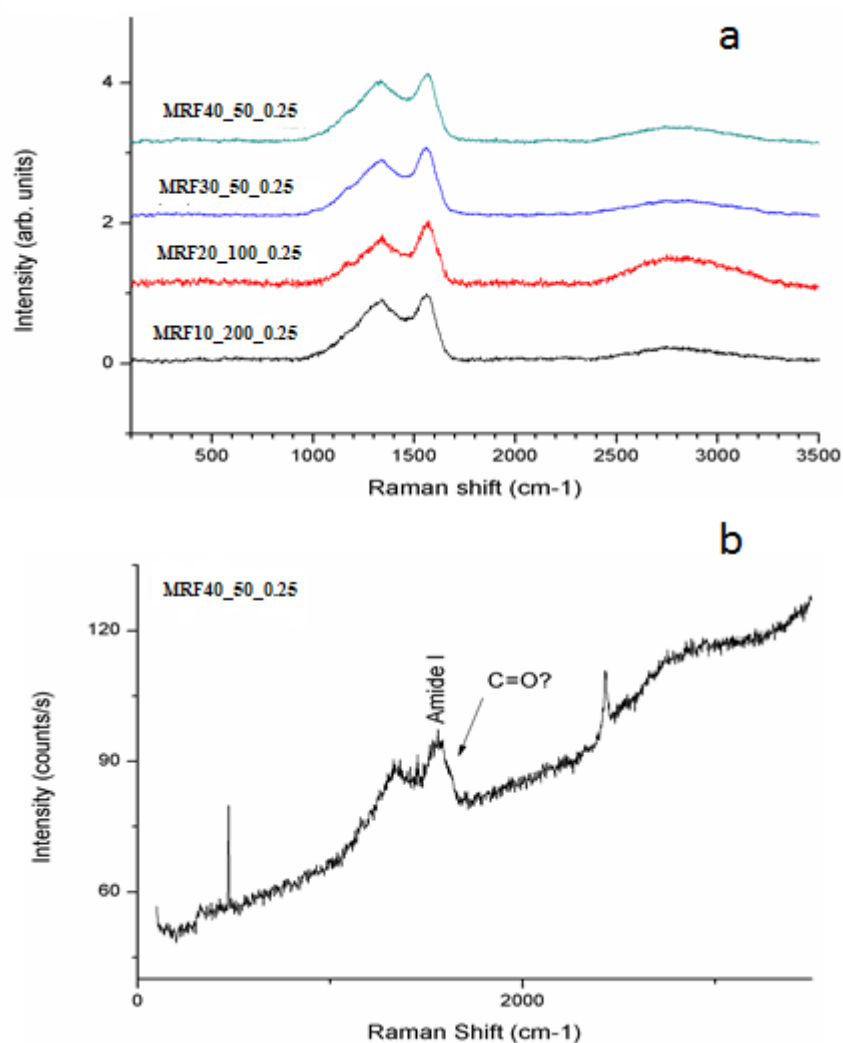 a
4
MRF40_50_0.25
MRF30_50_0.25
2
MRF20_100_0.25
MRF10_200_0.25
0
Intensity (arb. units)
500 1000 1500 2000 2500 3000 3500
Raman shift (cm-1)
b
MRF40_50_0.25
120
Amide I
C=O?
90
60
Intensity (counts/s)
0 2000
Raman Shift (cm-1)